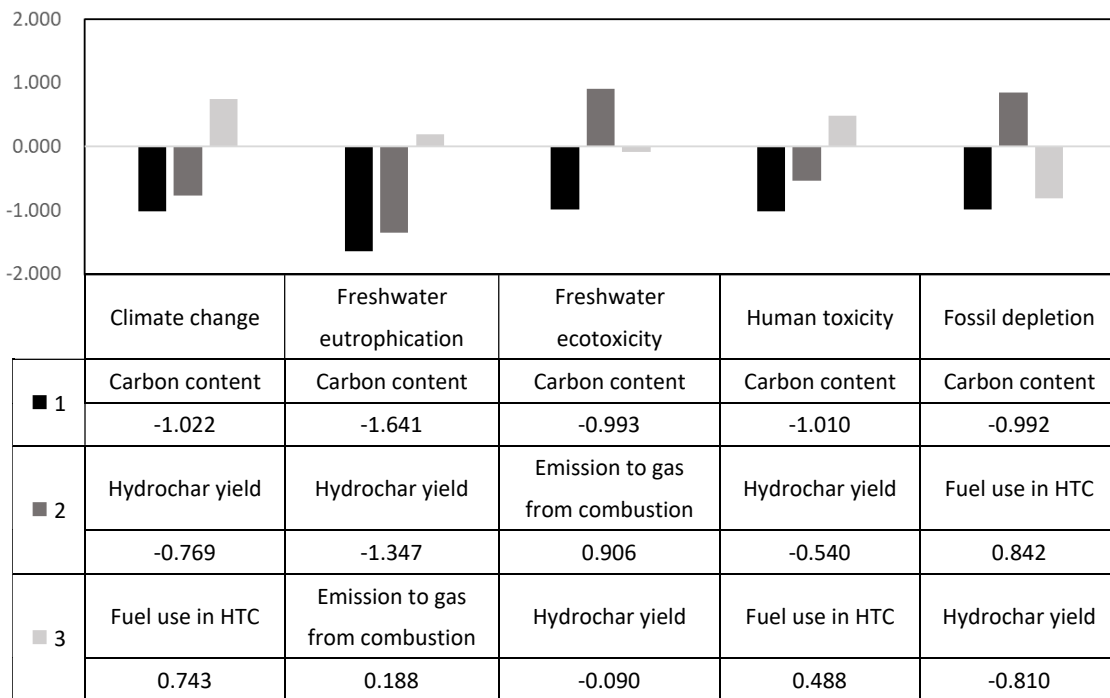 2.000
1.000
0.000
-1.000
-2.000
Climate change
Freshwater
eutrophication
Freshwater
ecotoxicity
Human toxicity
Fossil depletion
1
Carbon content
Carbon content
Carbon content
Carbon content
Carbon content
-1.022
-1.641
-0.993
-1.010
-0.992
2
Hydrochar yield
Hydrochar yield
Emission to gas
from combustion
Hydrochar yield
Fuel use in HTC
-0.769
-1.347
0.906
-0.540
0.842
3
Fuel use in HTC
Emission to gas
from combustion
Hydrochar yield
Fuel use in HTC
Hydrochar yield
0.743
0.188
-0.090
0.488
-0.810